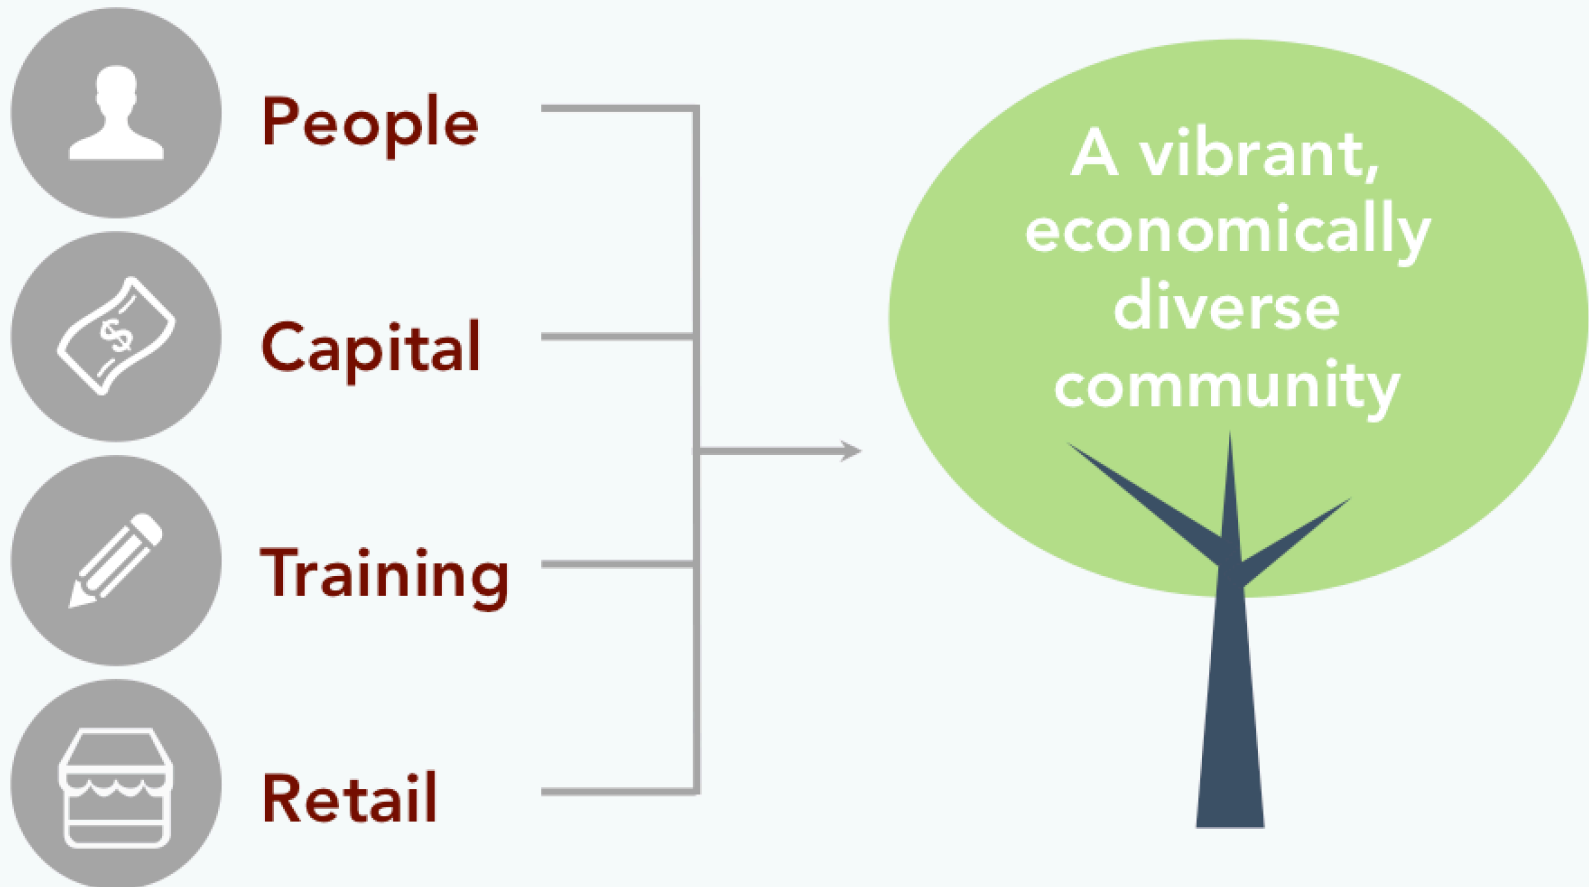 People
Capital
Training
Retail
A vibrant,
economically
diverse
community
$